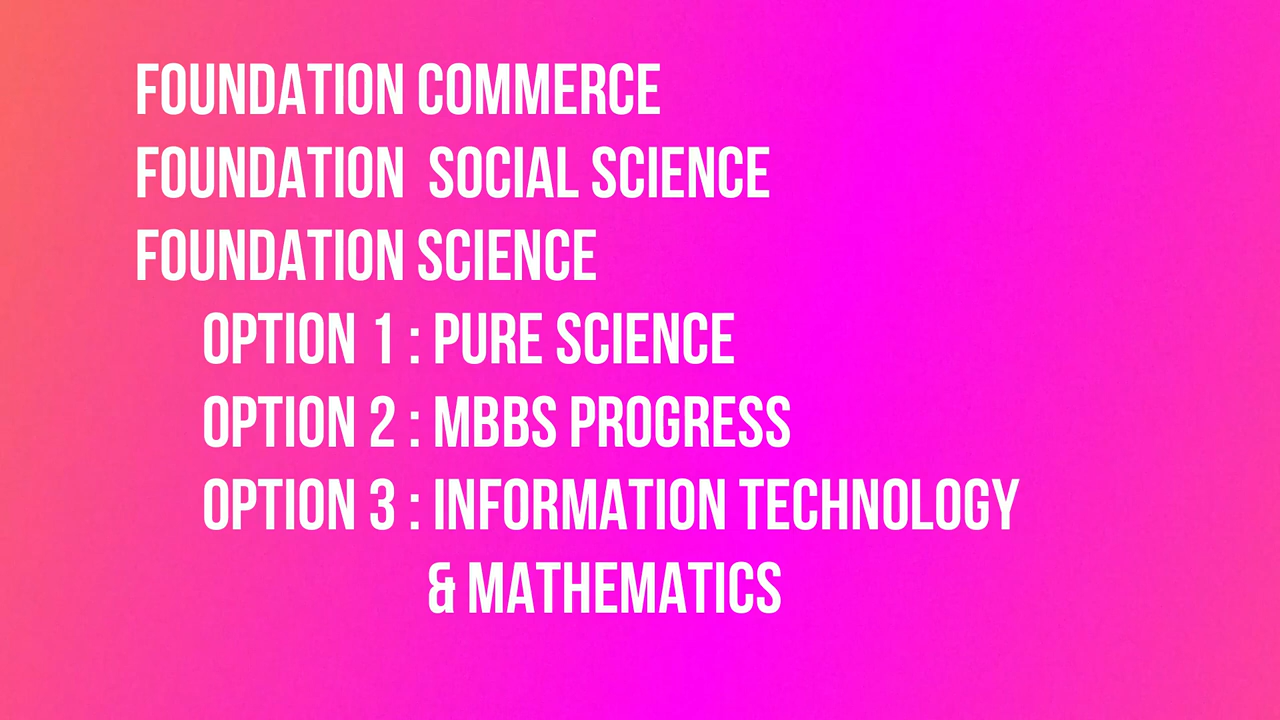 FOUNDATION COMMERCE
FOUNDATION SOCIAL SCIENCE
FOUNDATION SCIENCE
OPTION 1 : PURE SCIENCE
OPTION 2 : MBBS PROGRESS
OPTION 3 : INFORMATION TECHNOLOGY
& MATHEMATICS